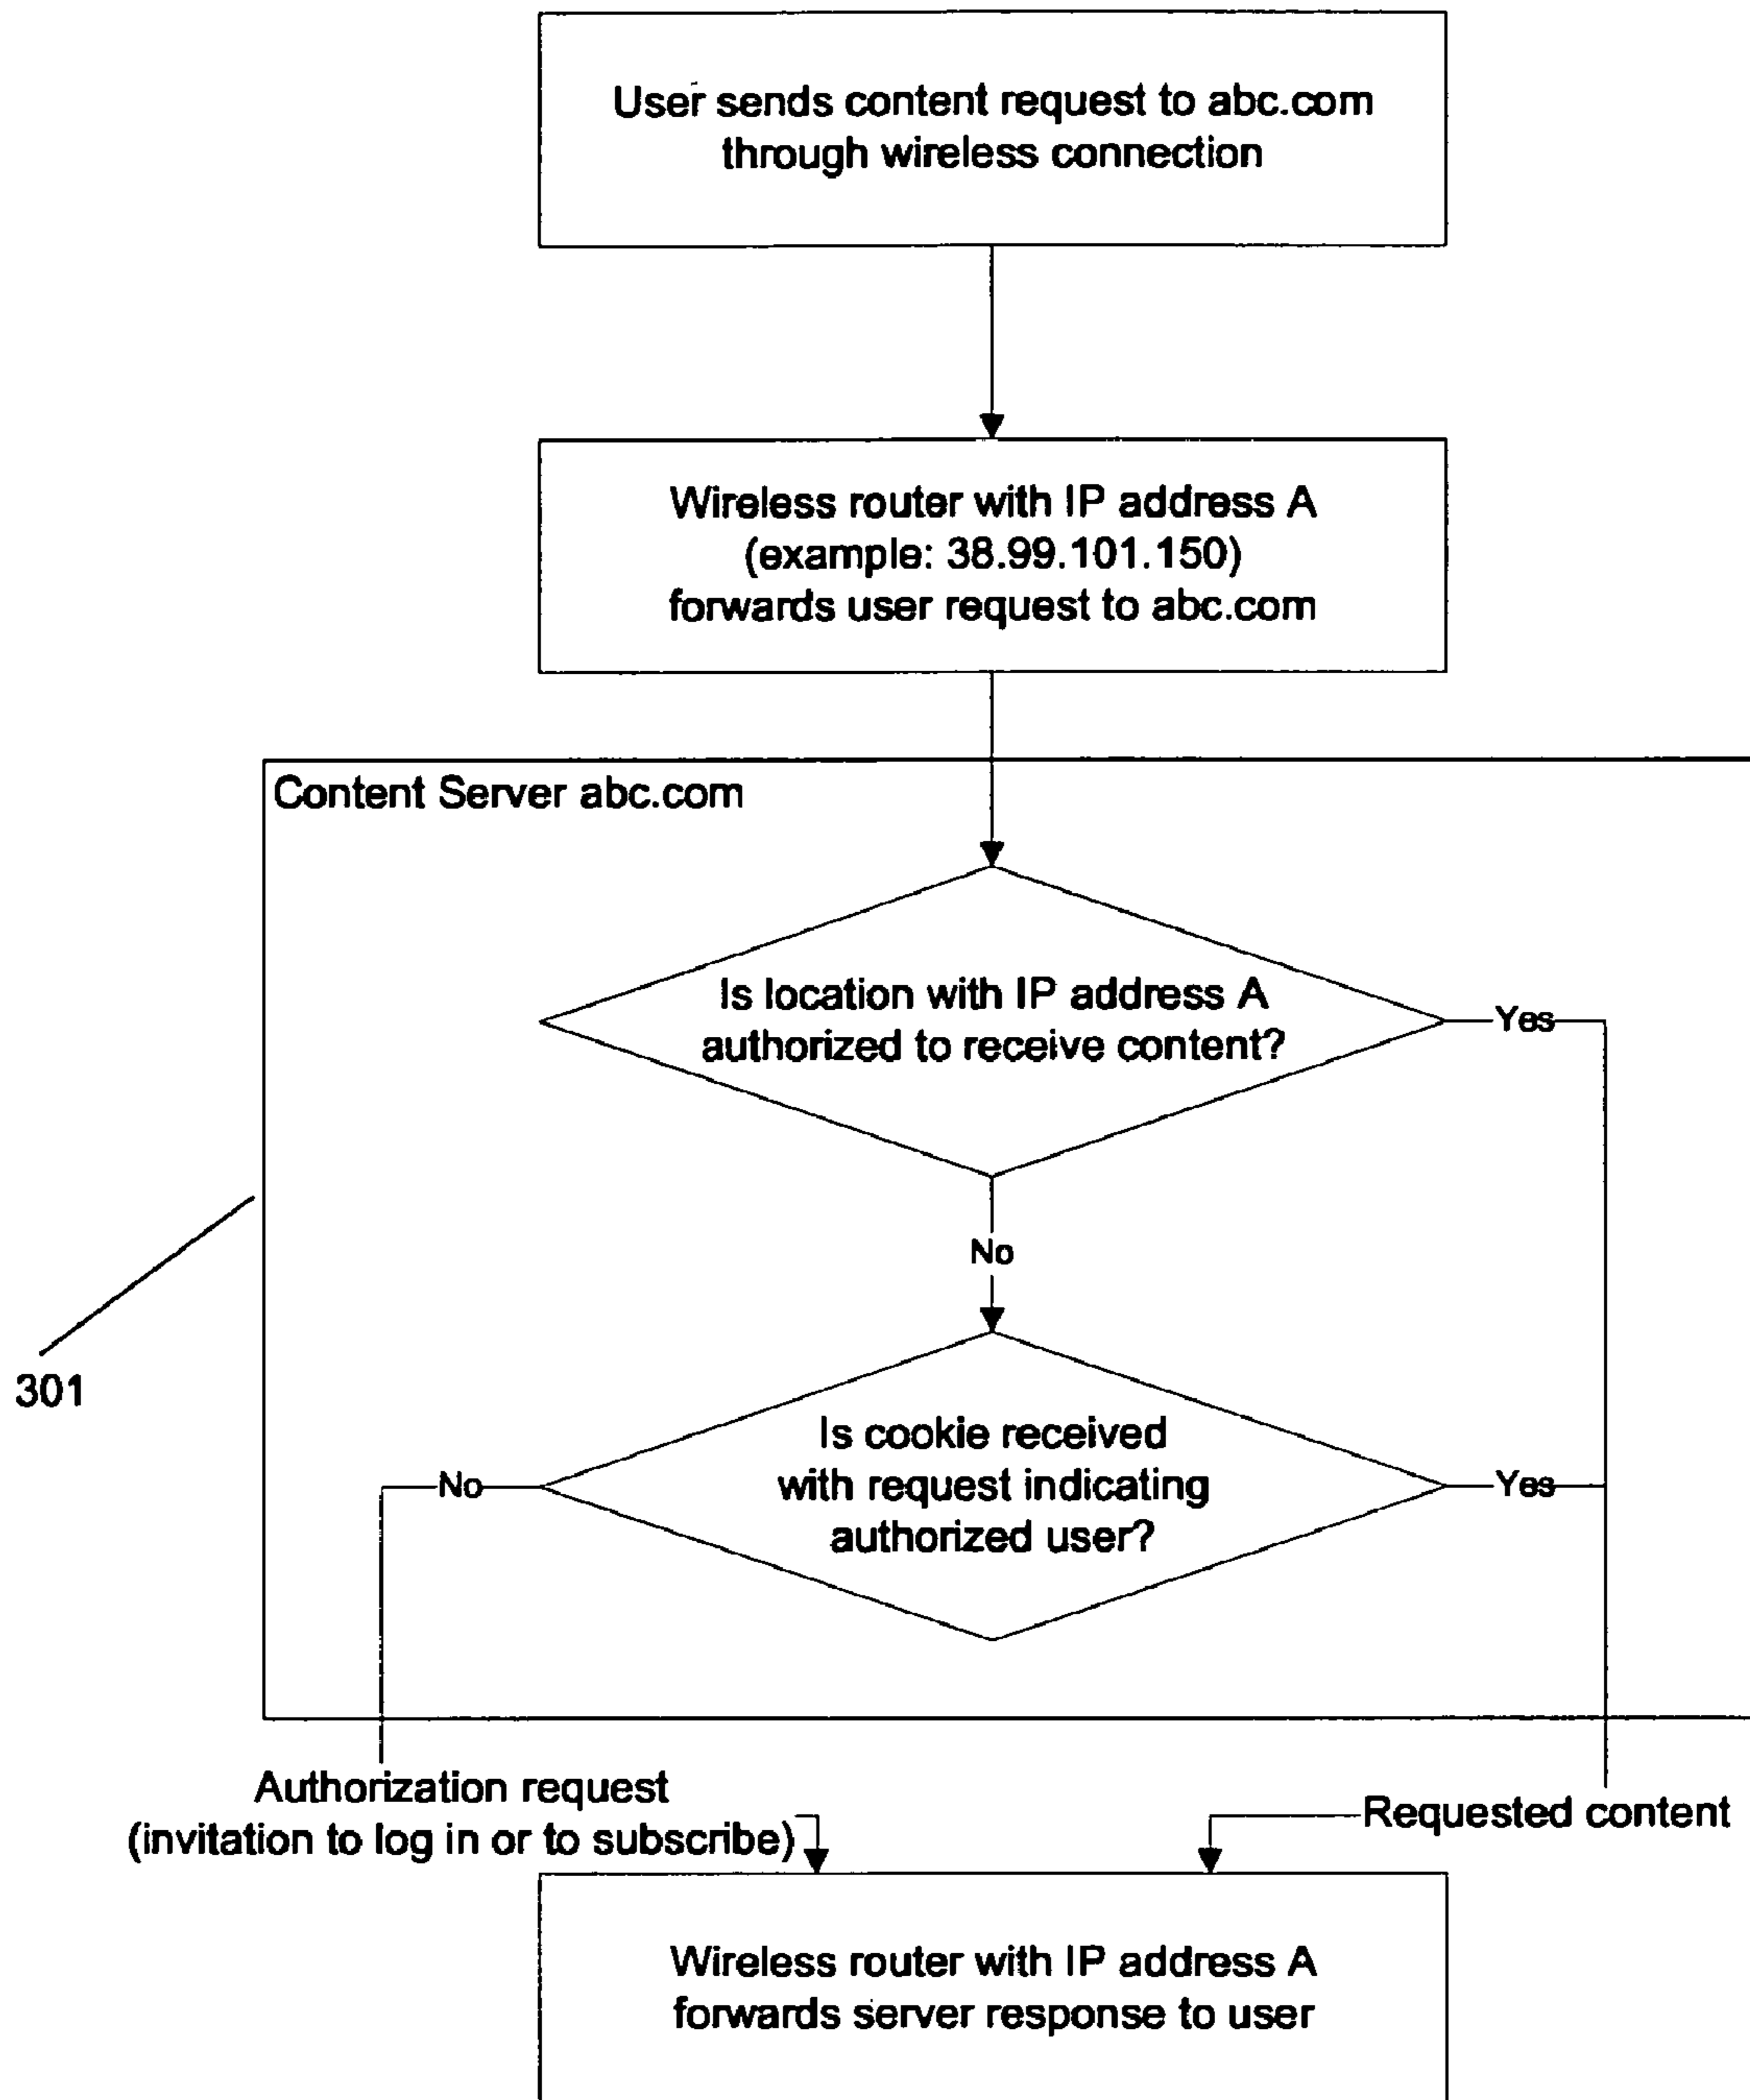 User sends content request to abc.com
through wireless connection
Wireless router with IP address A
(example: 38.99.101.150)
forwards user request to abc.com
Content Server abc.com
Is location with IP address A
authorized to receive content?
Yes
No
301
Is cookie received
with request indicating
authorized user?
No
Yes
Authorization request
(invitation to log in or to subscribe)
Requested content
Wireless router with IP address A
forwards server response to user